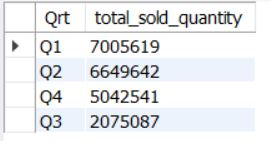 Qrt total_sold_quantity
Q1 7005619
Q2 6649642
Q4 5042541
Q3 2075087